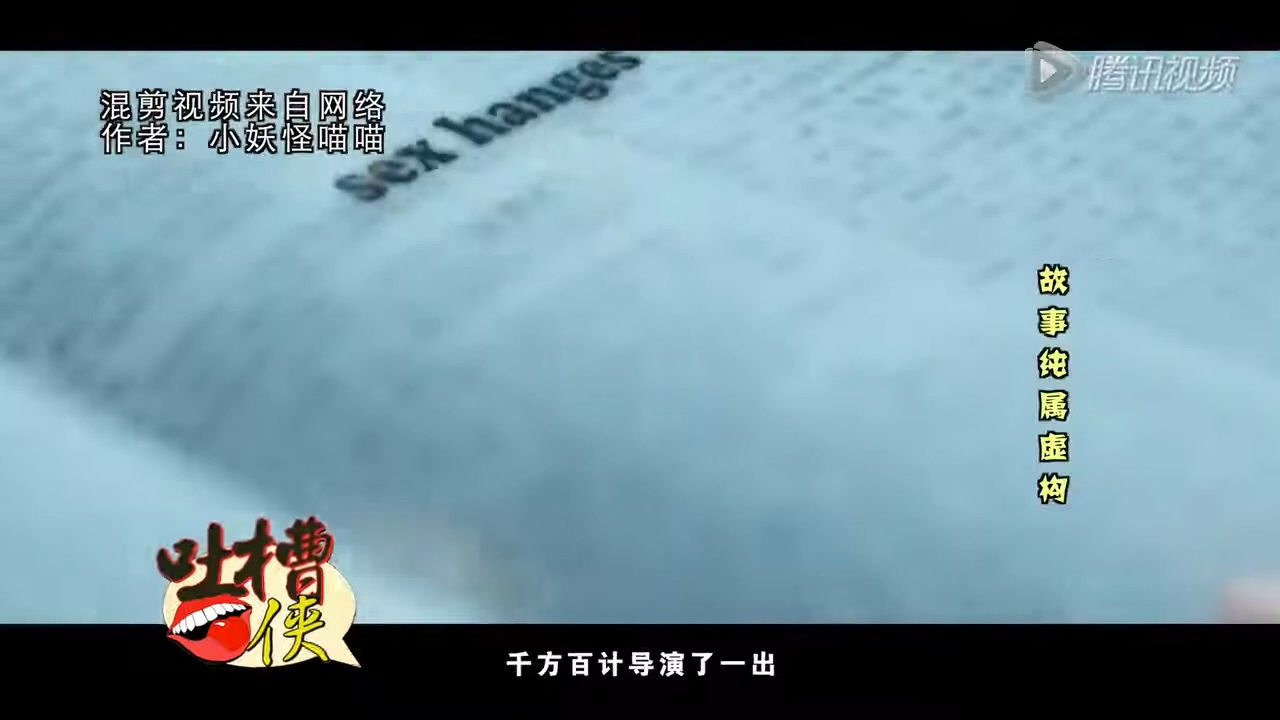 腾讯视频
混剪视频来自网络
作者：小妖怪喵喵
sex hanges
故事纯属虚构
吐槽
侠
千方百计导演了一出